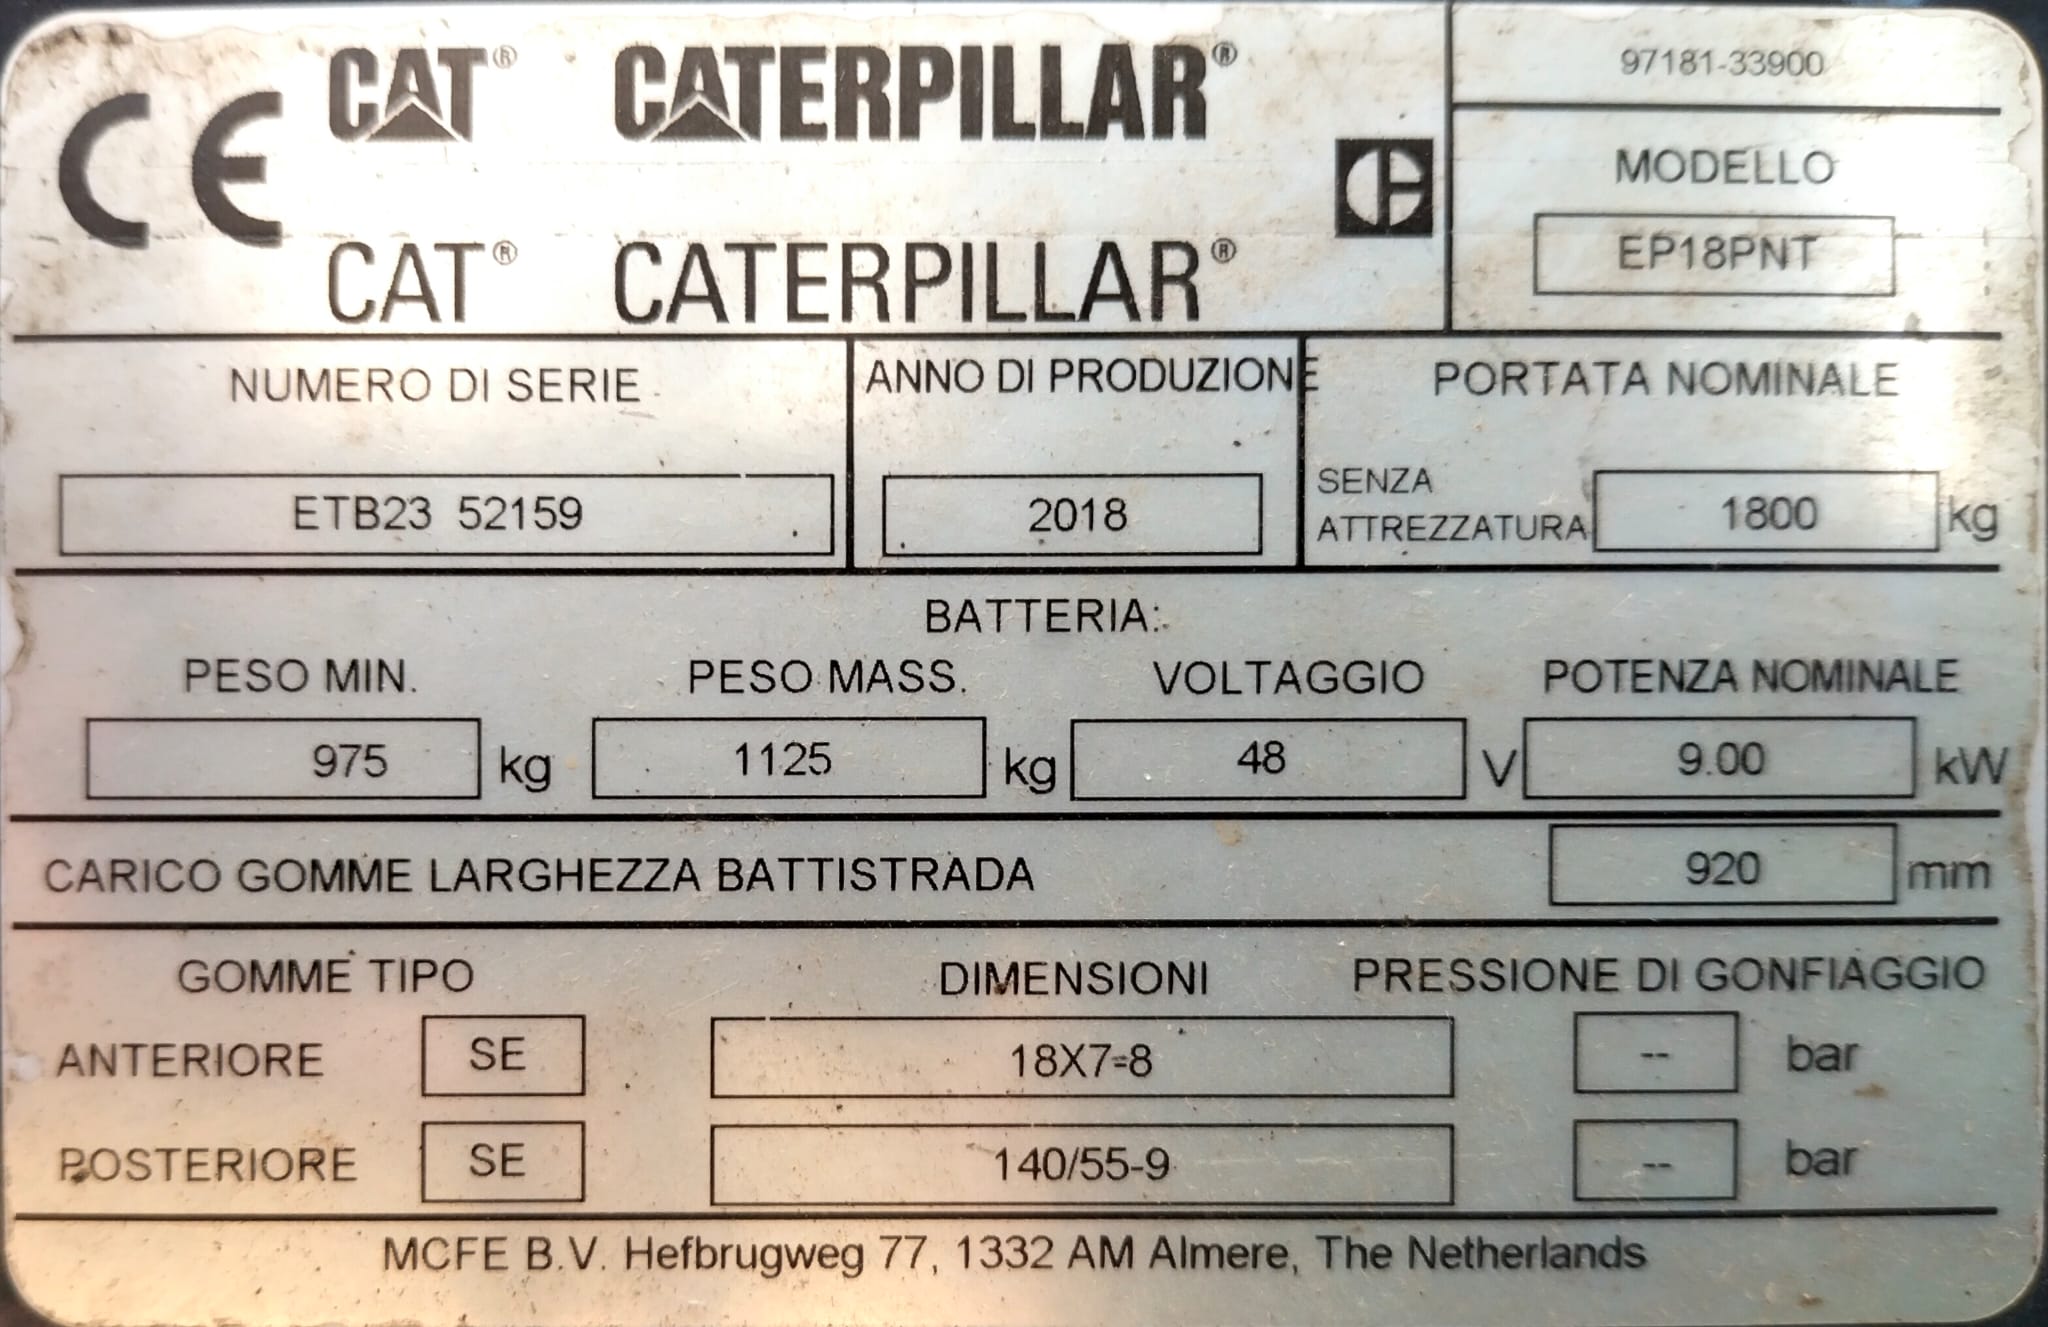 CE CAT® CATERPILLAR®
CAT® CATERPILLAR®
97181-33900
MODELLO
EP18PNT
NUMERO DI SERIE
ETB23 52159
ANNO DI PRODUZIONE
2018
PORTATA NOMINALE
SENZA
ATTREZZATURA 1800 kg
BATTERIA:
PESO MIN. PESO MASS. VOLTAGGIO POTENZA NOMINALE
975 kg 1125 kg 48 V 9.00 kW
CARICO GOMME LARGHEZZA BATTISTRADA 920 mm
GOMME TIPO DIMENSIONI PRESSIONE DI GONFIAGGIO
ANTERIORE SE 18X7-8 -- bar
POSTERIORE SE 140/55-9 -- bar
MCFE B.V. Hefbrugweg 77, 1332 AM Almere, The Netherlands